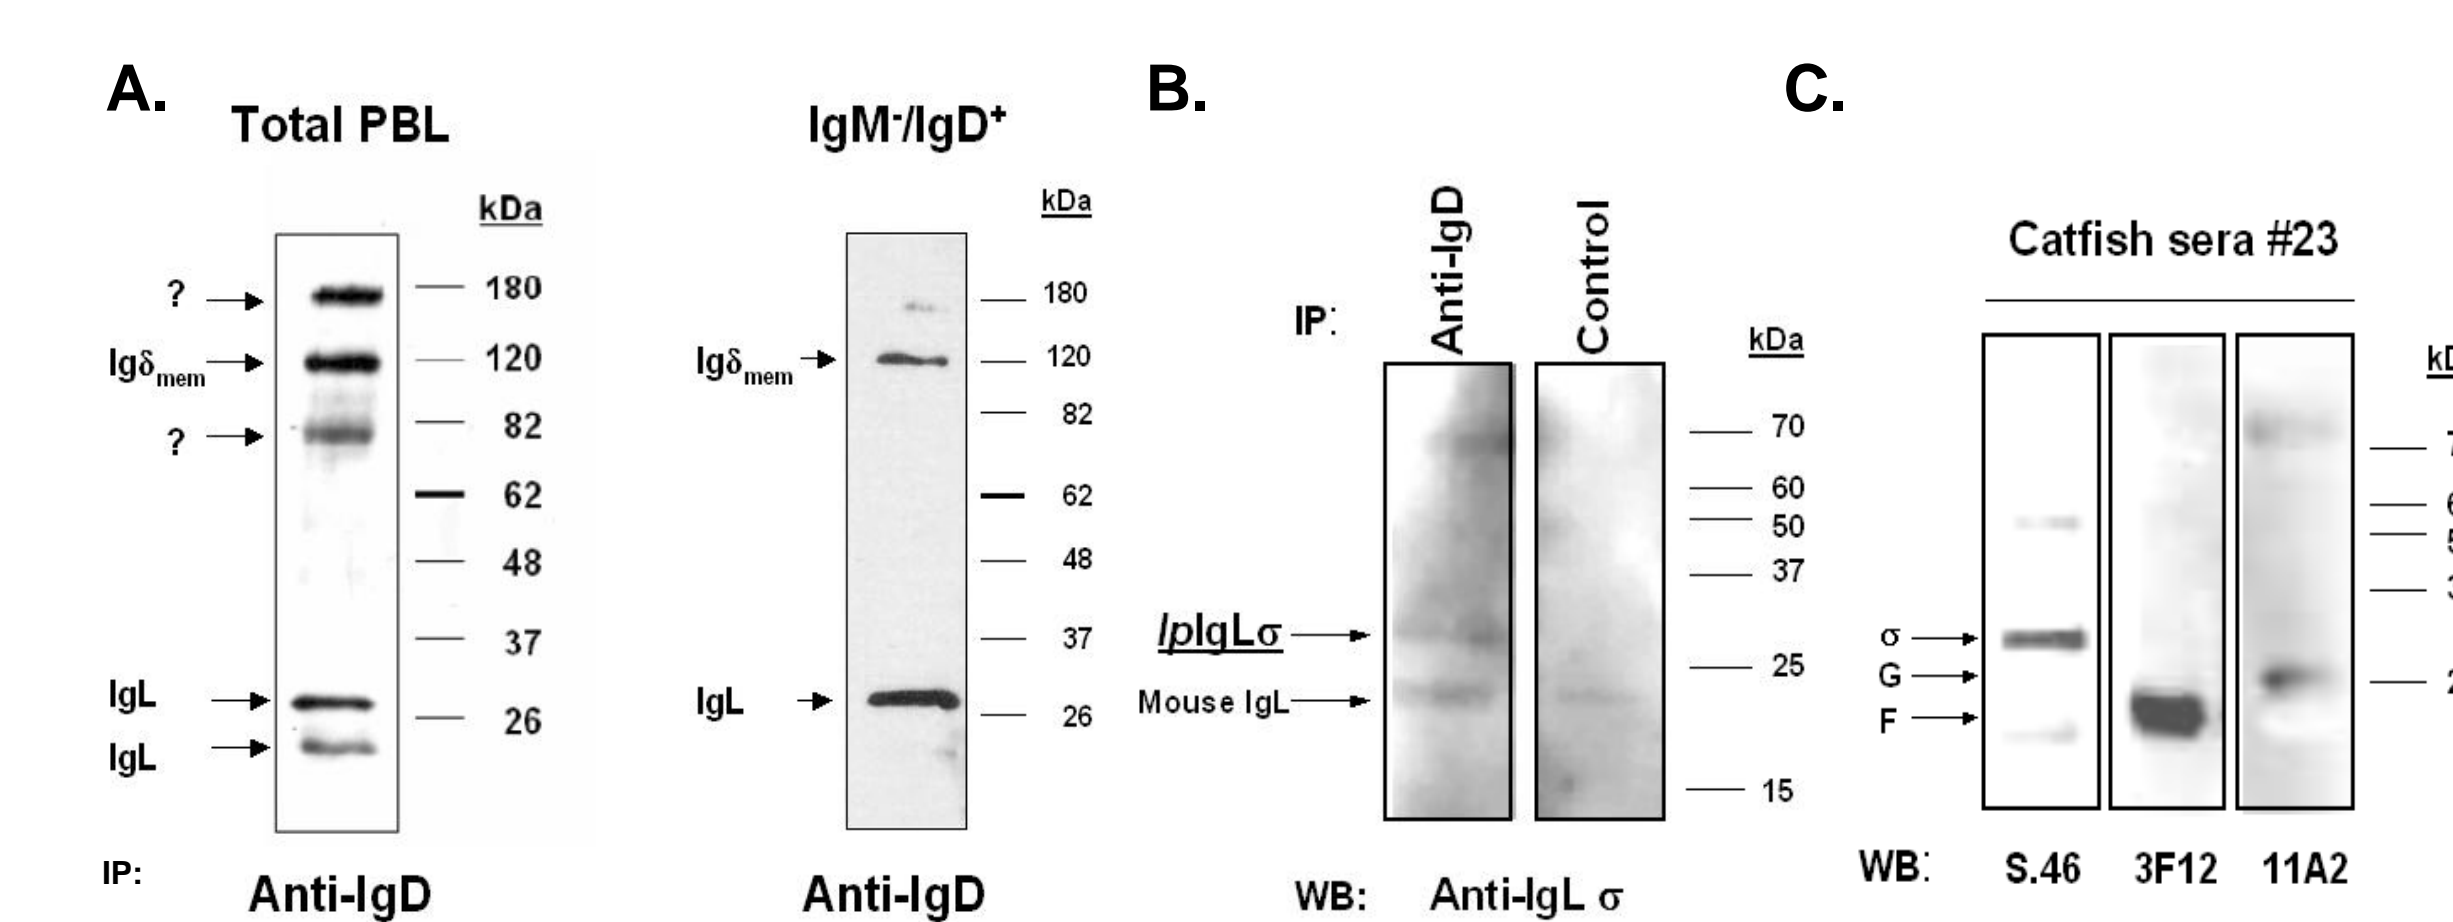 A.
Total PBL
kDa
180
120
82
62
48
37
26
?
Igδmem
?
IgL
IgL
IP:
Anti-IgD
IgM-/IgD+
kDa
180
120
82
62
48
37
26
Igδmem
IgL
Anti-IgD
B.
IP:
Anti-IgD
Control
kDa
70
60
50
37
25
15
IpIgLσ
Mouse IgL
WB:
Anti-IgL σ
C.
Catfish sera #23
σ
G
F
WB:
S.46
3F12
11A2